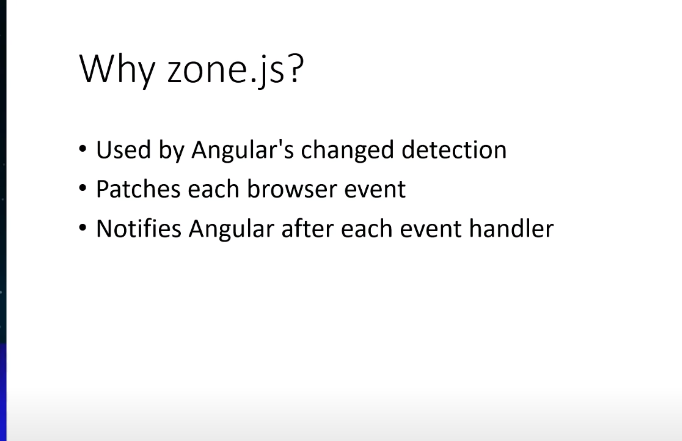 Why zone.js?
• Used by Angular's changed detection
• Patches each browser event
• Notifies Angular after each event handler